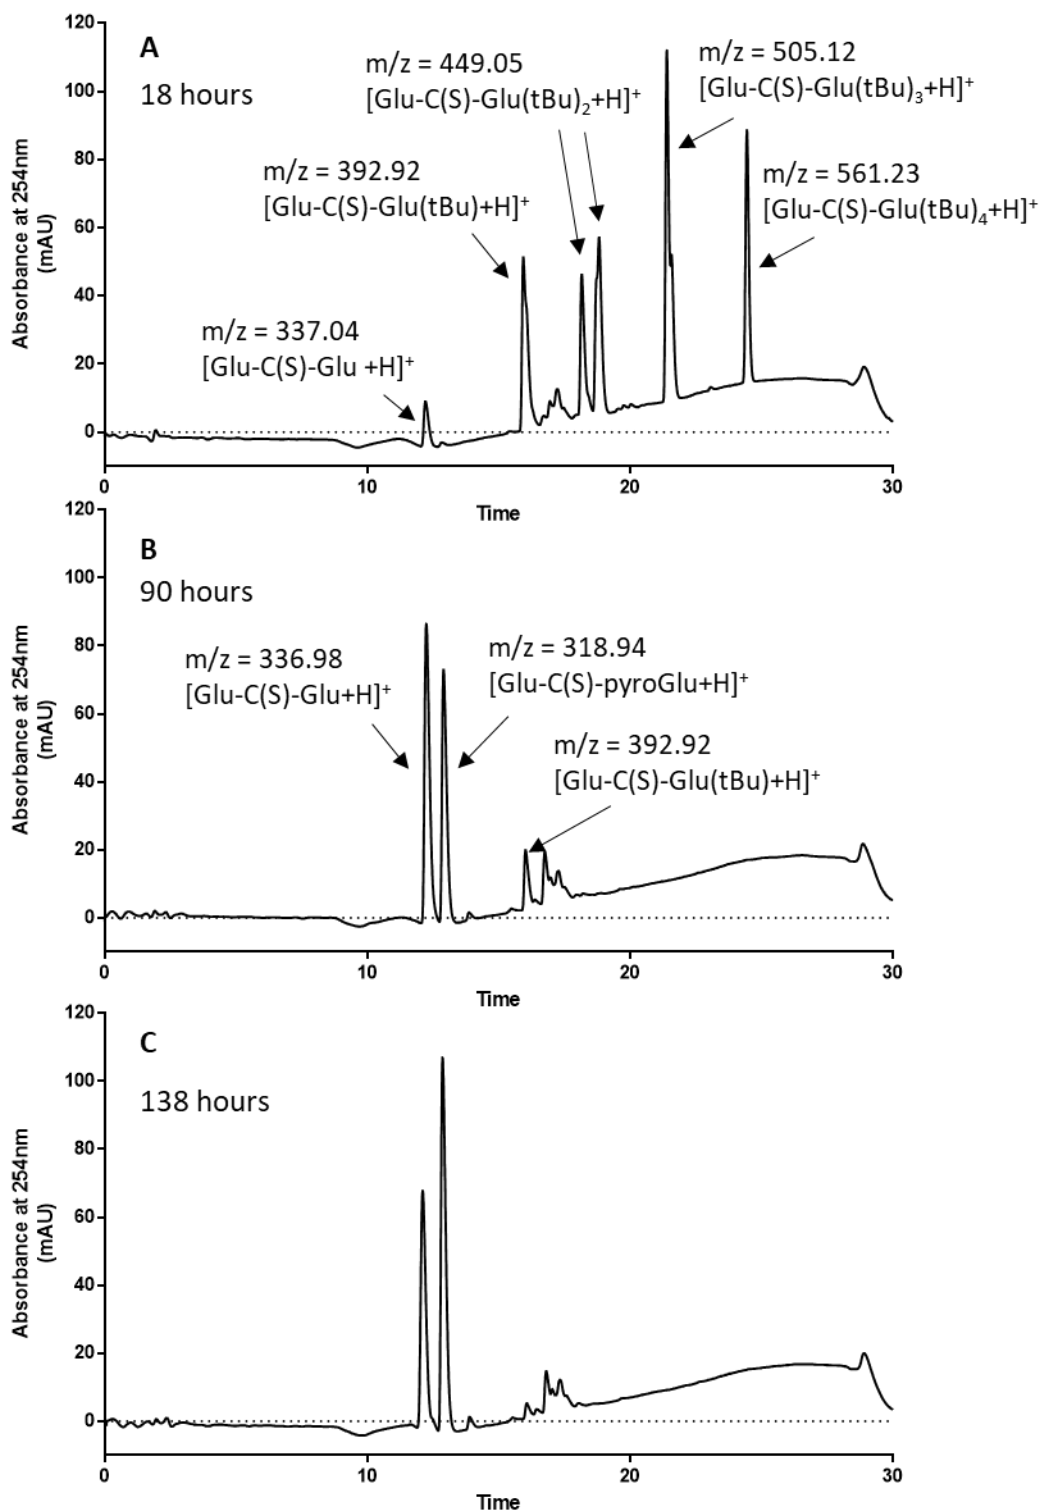 A
18 hours
m/z = 337.04
[Glu-C(S)-Glu +H]⁺
m/z = 392.92
[Glu-C(S)-Glu(tBu)+H]⁺
m/z = 449.05
[Glu-C(S)-Glu(tBu)₂+H]⁺
m/z = 505.12
[Glu-C(S)-Glu(tBu)₃+H]⁺
m/z = 561.23
[Glu-C(S)-Glu(tBu)₄+H]⁺
Absorbance at 254nm
(mAU)
120
100
80
60
40
20
0
0 10 20 30
Time
B
90 hours
m/z = 336.98
[Glu-C(S)-Glu+H]⁺
m/z = 318.94
[Glu-C(S)-pyroGlu+H]⁺
m/z = 392.92
[Glu-C(S)-Glu(tBu)+H]⁺
Absorbance at 254nm
(mAU)
120
100
80
60
40
20
0
0 10 20 30
Time
C
138 hours
Absorbance at 254nm
(mAU)
120
100
80
60
40
20
0
0 10 20 30
Time